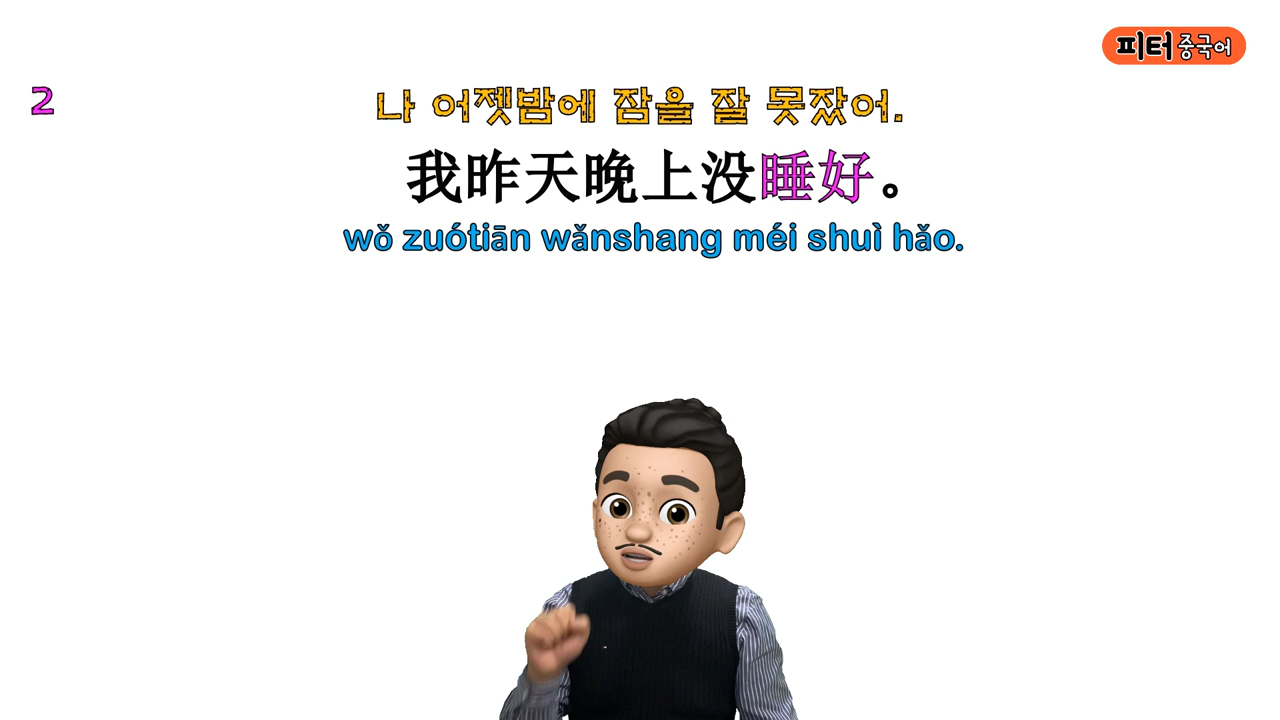 피터 중국어
2
나 어젯밤에 잠을 잘 못잤어.
我昨天晚上没睡好。
wǒ zuótiān wǎnshang méi shuì hǎo.